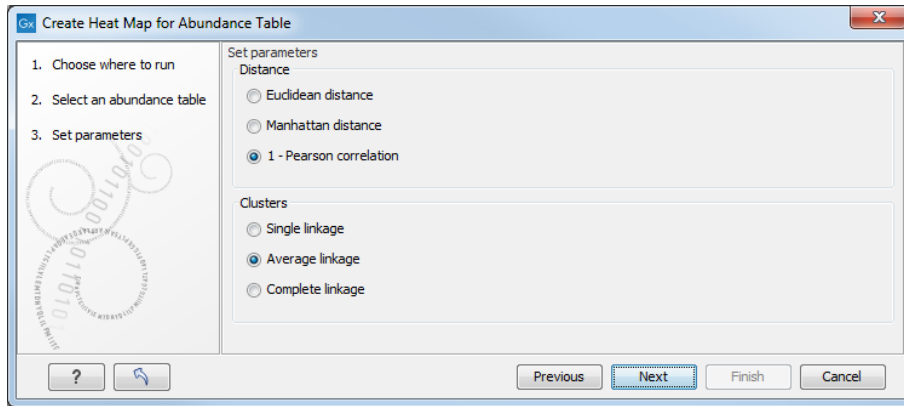 Gx Create Heat Map for Abundance Table
1. Choose where to run
2. Select an abundance table
3. Set parameters
Set parameters
Distance
Euclidean distance
Manhattan distance
1 - Pearson correlation
Clusters
Single linkage
Average linkage
Complete linkage
?
Previous Next Finish Cancel